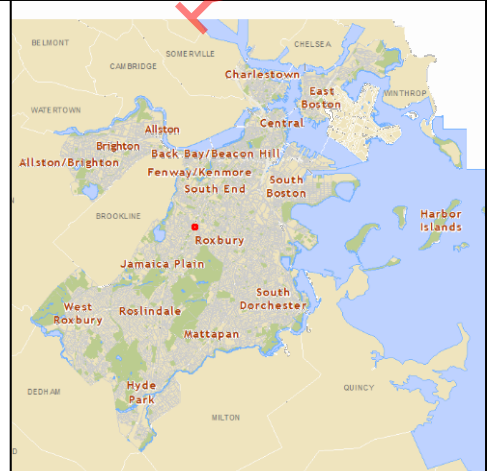 BELMONT
SOMERVILLE
CHELSEA
CAMBRIDGE
Charlestown
East
Boston
WINTHROP
WATERTOWN
Central
Allston
Brighton
Allston/Brighton
Back Bay/Beacon Hill
Fenway/Kenmore
South End
South
Boston
BROOKLINE
Harbor
Islands
Roxbury
Jamaica Plain
South
Dorchester
West
Roxbury
Roslindale
Mattapan
Hyde
Park
DEDHAM
QUINCY
MILTON
D